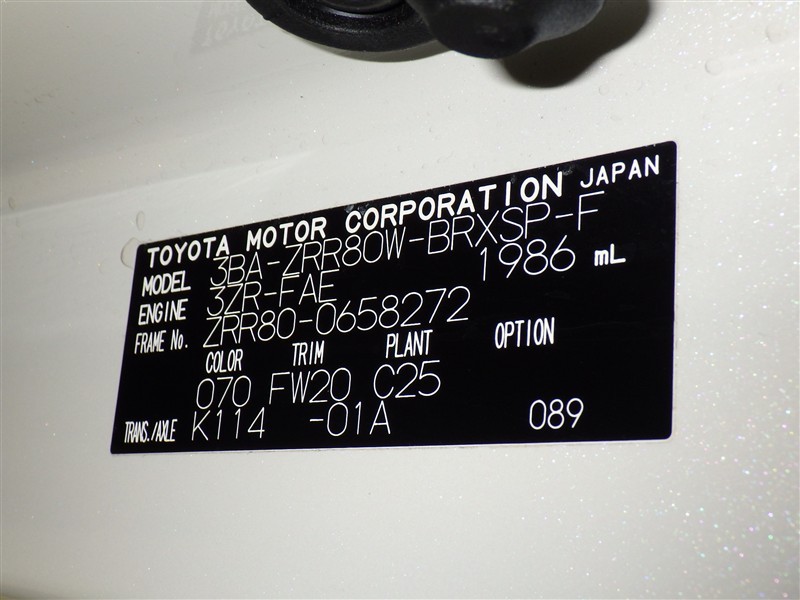 TOYOTA MOTOR CORPORATION JAPAN
MODEL 3BA-ZRR80W-BRXSP-F
ENGINE 3ZR-FAE 1986 mL
FRAME No. ZRR80-0658272
COLOR TRIM PLANT OPTION
070 FW20 C25
TRANS./AXLE K114 -01A 089